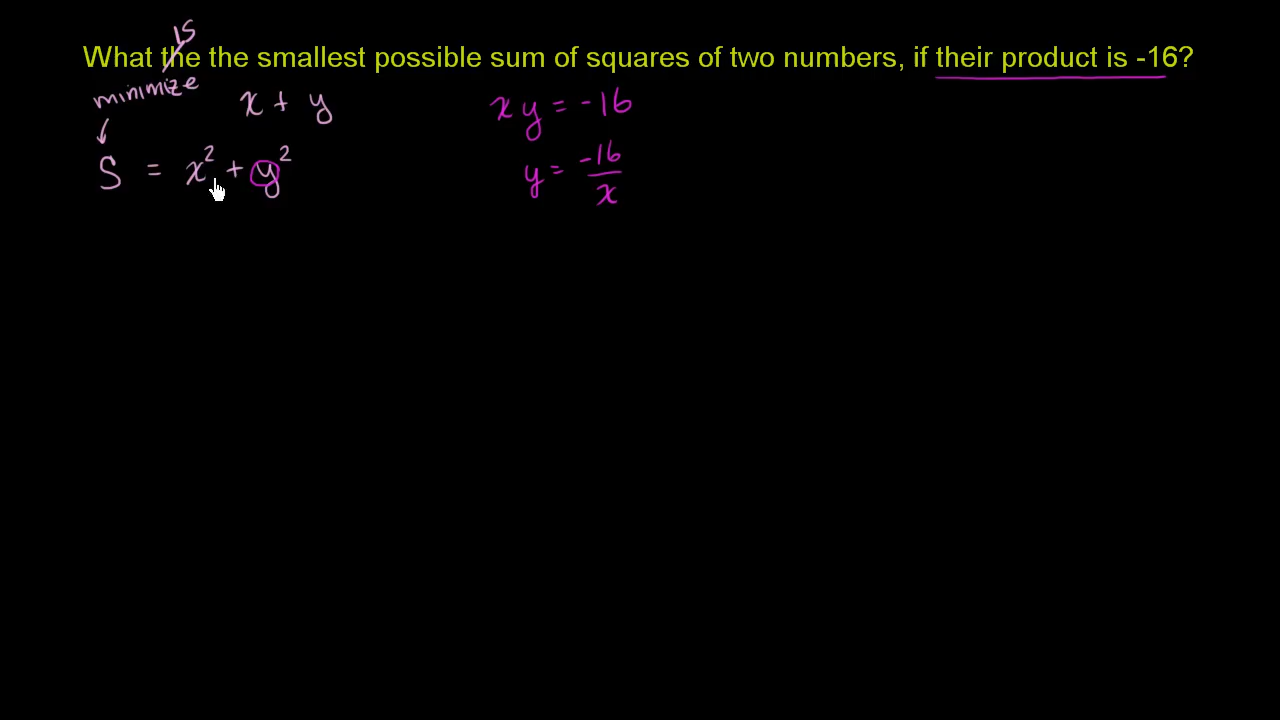 What the the smallest possible sum of squares of two numbers, if their product is -16?
is
minimize
x + y
xy = -16
S = x² + y²
y = -16/x